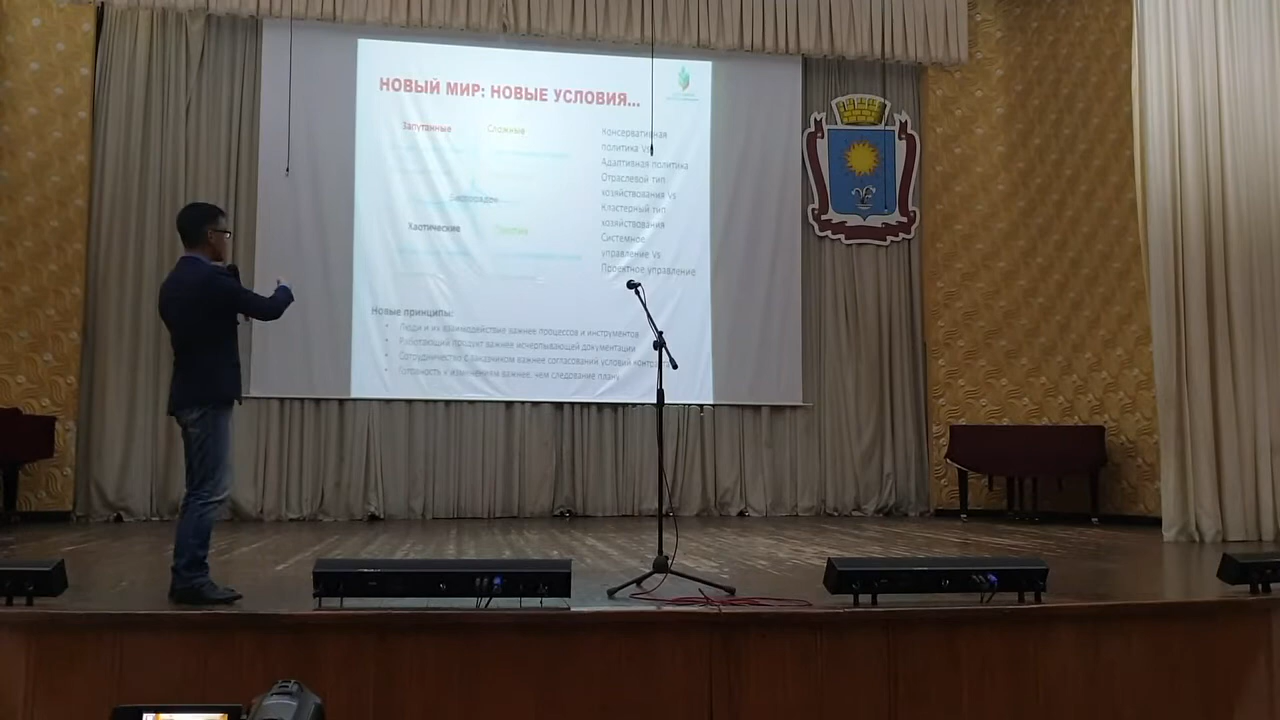 НОВЫЙ МИР: НОВЫЕ УСЛОВИЯ...
Запутанные
Сложные
Хаотические
Консервативная
политика Vs
Адаптивная политика
Отраслевой тип
хозяйствования Vs
Кластерный тип
хозяйствования
Системное
управление Vs
Проектное управление
Новые принципы:
• Люди и их взаимодействие важнее процессов и инструментов
• Работающий продукт важнее исчерпывающей документации
• Сотрудничество с заказчиком важнее согласования условий контракта
• Готовность к изменениям важнее, чем следование плану